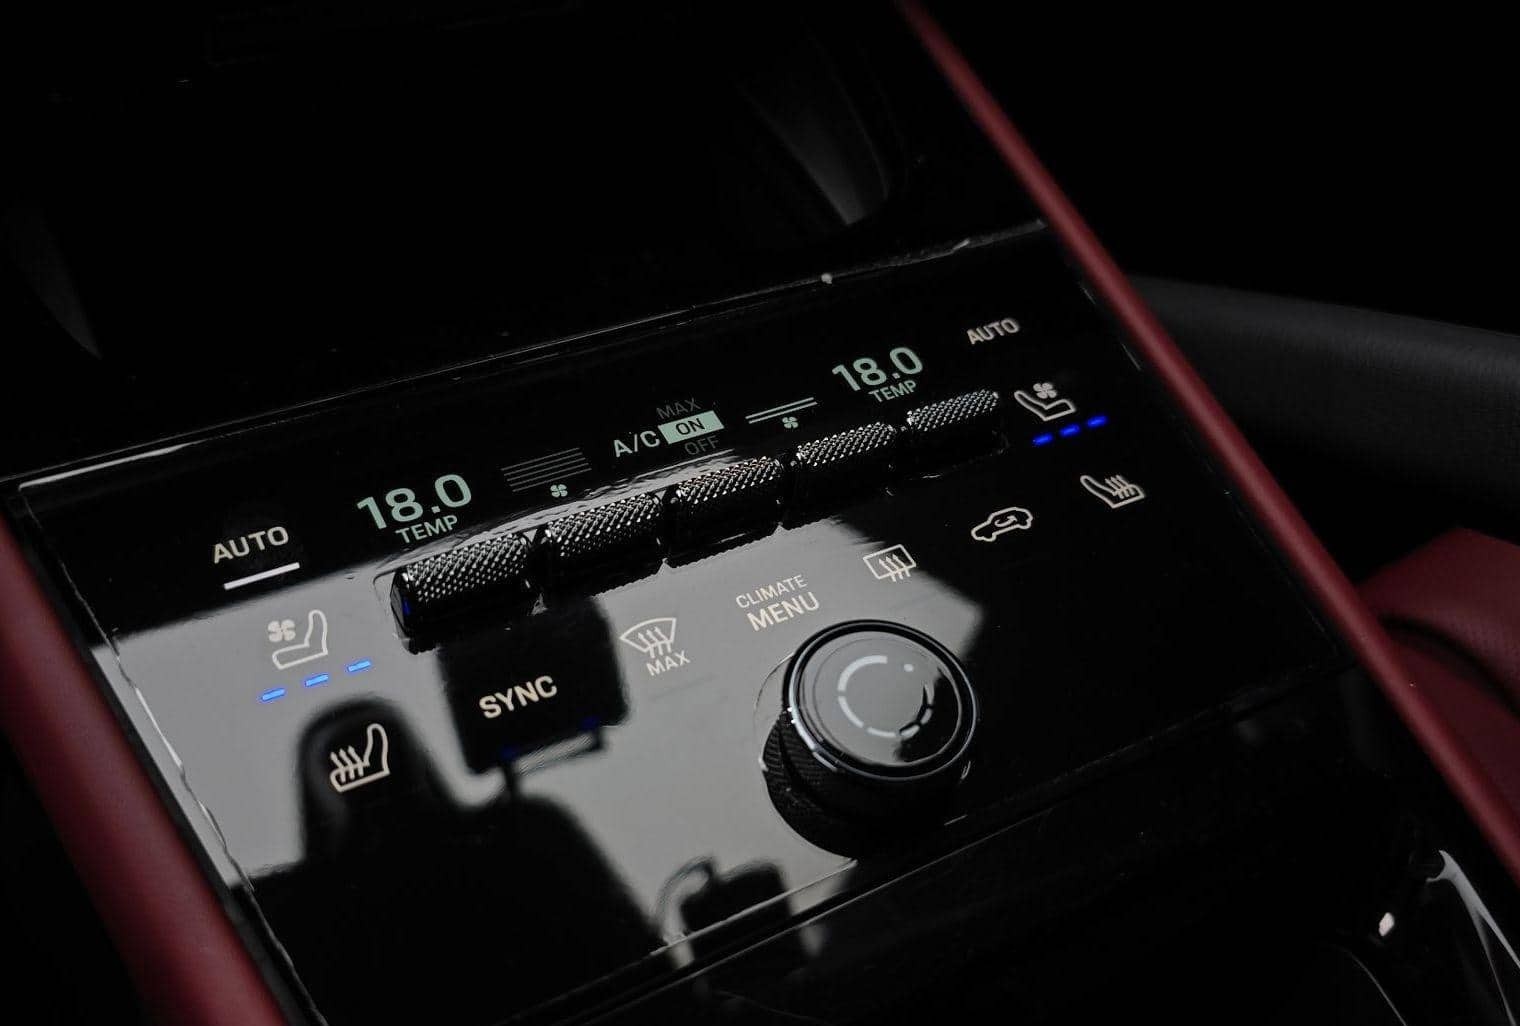 AUTO
18.0
TEMP
MAX
A/C ON
OFF
18.0
TEMP
AUTO
SYNC
MAX
CLIMATE
MENU